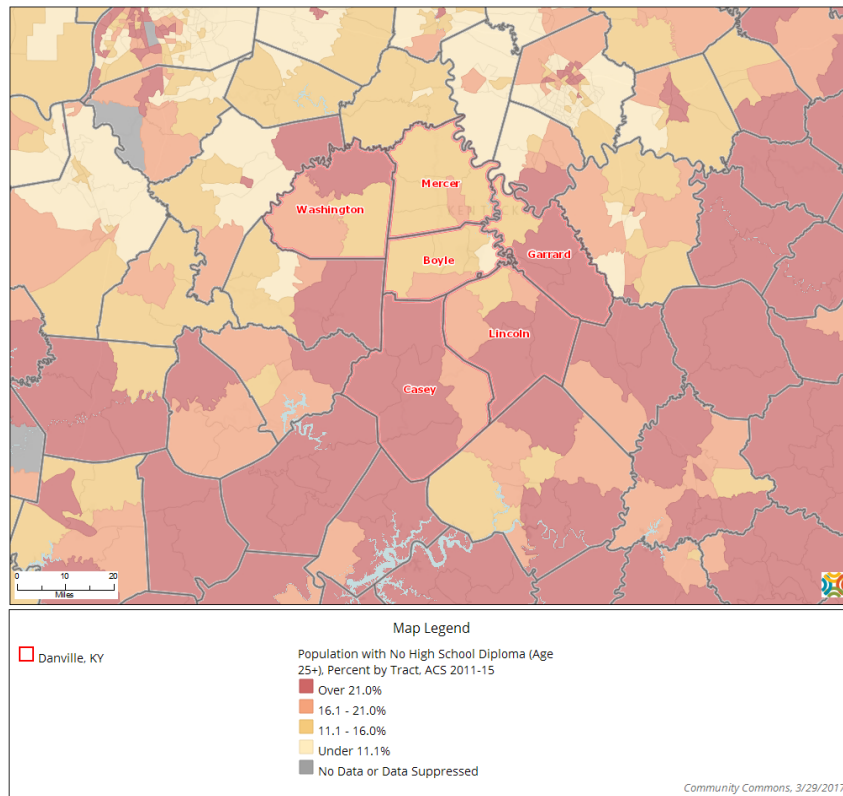 Mercer
Washington
KENTUCKY
Boyle
Garrard
Lincoln
Casey
0 10 20
Miles
Map Legend
Danville, KY
Population with No High School Diploma (Age
25+), Percent by Tract, ACS 2011-15
Over 21.0%
16.1 - 21.0%
11.1 - 16.0%
Under 11.1%
No Data or Data Suppressed
Community Commons, 3/29/2017